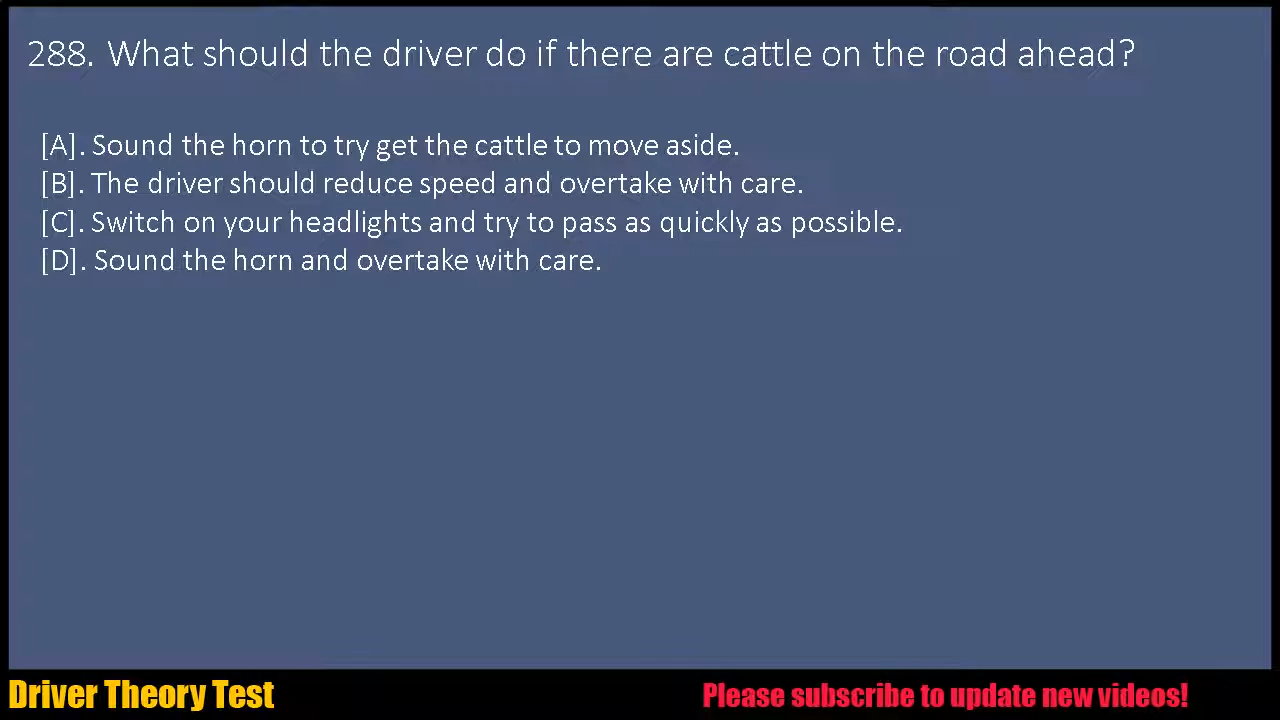 288. What should the driver do if there are cattle on the road ahead?
[A]. Sound the horn to try get the cattle to move aside.
[B]. The driver should reduce speed and overtake with care.
[C]. Switch on your headlights and try to pass as quickly as possible.
[D]. Sound the horn and overtake with care.
Driver Theory Test
Please subscribe to update new videos!